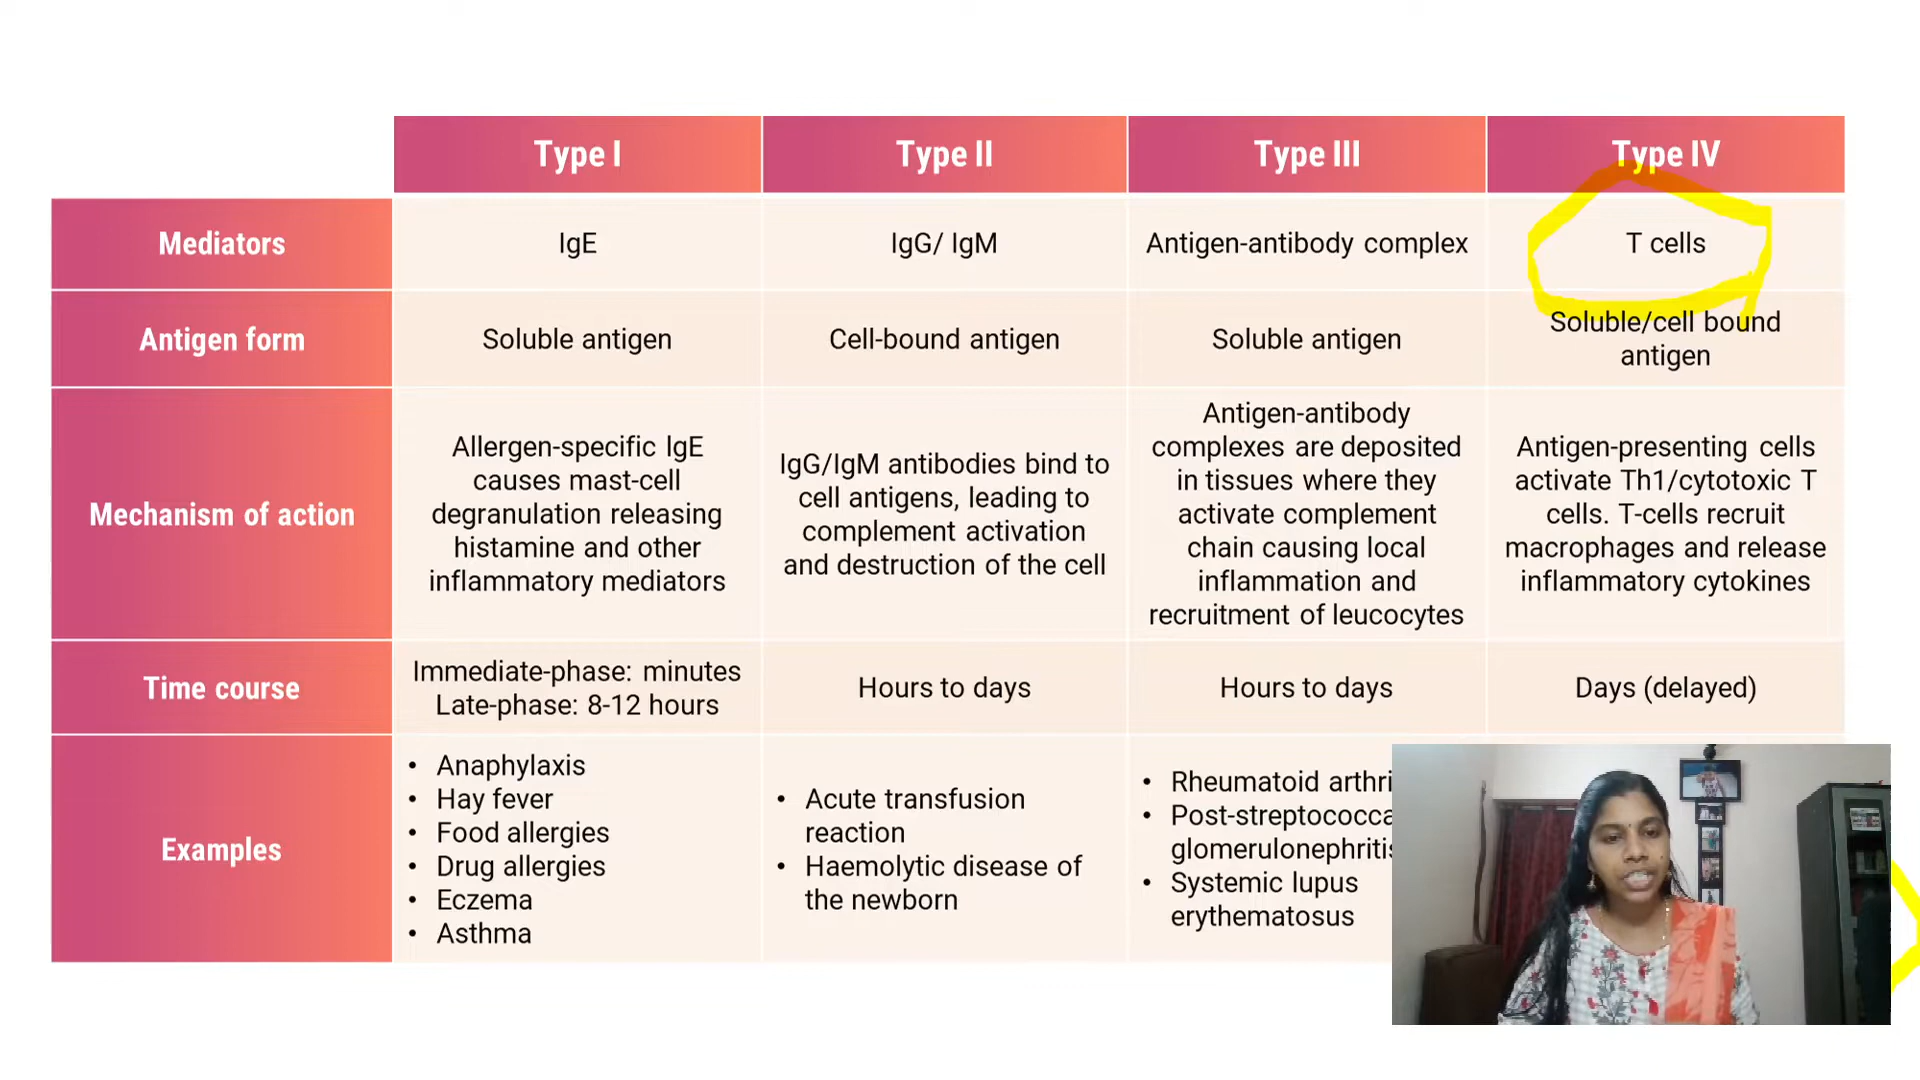 Type I
Type II
Type III
Type IV
Mediators
IgE
IgG/ IgM
Antigen-antibody complex
T cells
Antigen form
Soluble antigen
Cell-bound antigen
Soluble antigen
Soluble/cell bound
antigen
Mechanism of action
Allergen-specific IgE
causes mast-cell
degranulation releasing
histamine and other
inflammatory mediators
IgG/IgM antibodies bind to
cell antigens, leading to
complement activation
and destruction of the cell
Antigen-antibody
complexes are deposited
in tissues where they
activate complement
chain causing local
inflammation and
recruitment of leucocytes
Antigen-presenting cells
activate Th1/cytotoxic T
cells. T-cells recruit
macrophages and release
inflammatory cytokines
Time course
Immediate-phase: minutes
Late-phase: 8-12 hours
Hours to days
Hours to days
Days (delayed)
Examples
• Anaphylaxis
• Hay fever
• Food allergies
• Drug allergies
• Eczema
• Asthma
• Acute transfusion
reaction
• Haemolytic disease of
the newborn
• Rheumatoid arthri
• Post-streptococca
glomerulonephritis
• Systemic lupus
erythematosus